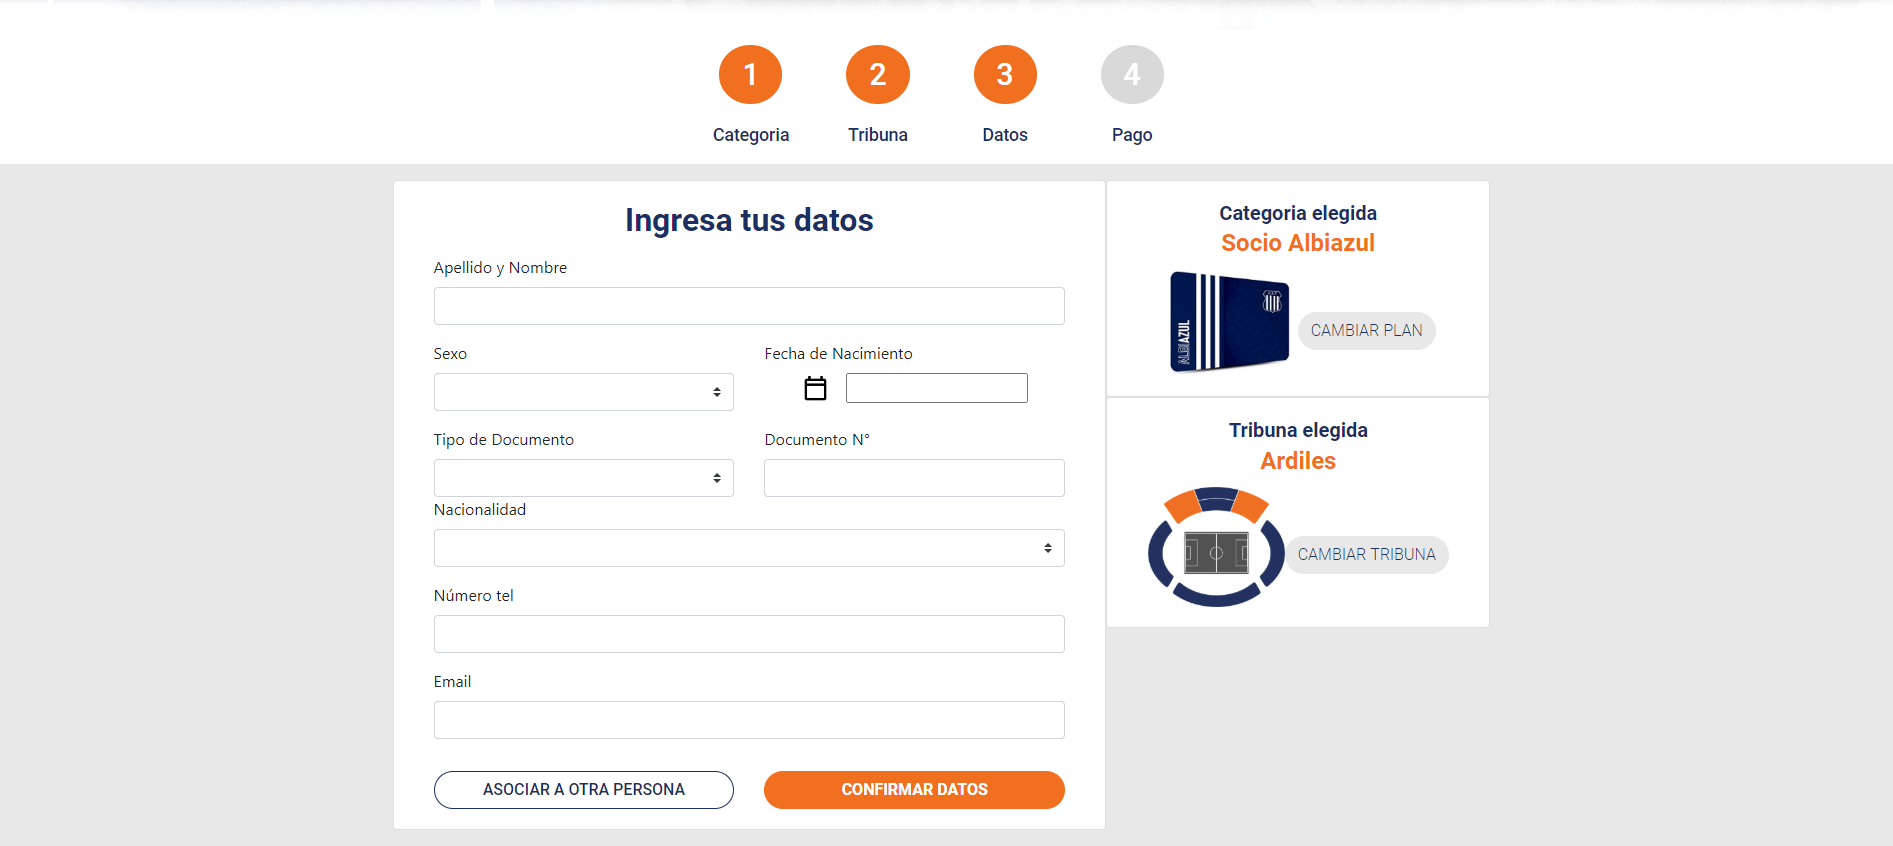 1
2
3
4
Categoria
Tribuna
Datos
Pago
Ingresa tus datos
Apellido y Nombre
Sexo
Fecha de Nacimiento
Tipo de Documento
Documento N°
Nacionalidad
Número tel
Email
ASOCIAR A OTRA PERSONA
CONFIRMAR DATOS
Categoria elegida
Socio Albiazul
ALBIAZUL
CAMBIAR PLAN
Tribuna elegida
Ardiles
CAMBIAR TRIBUNA